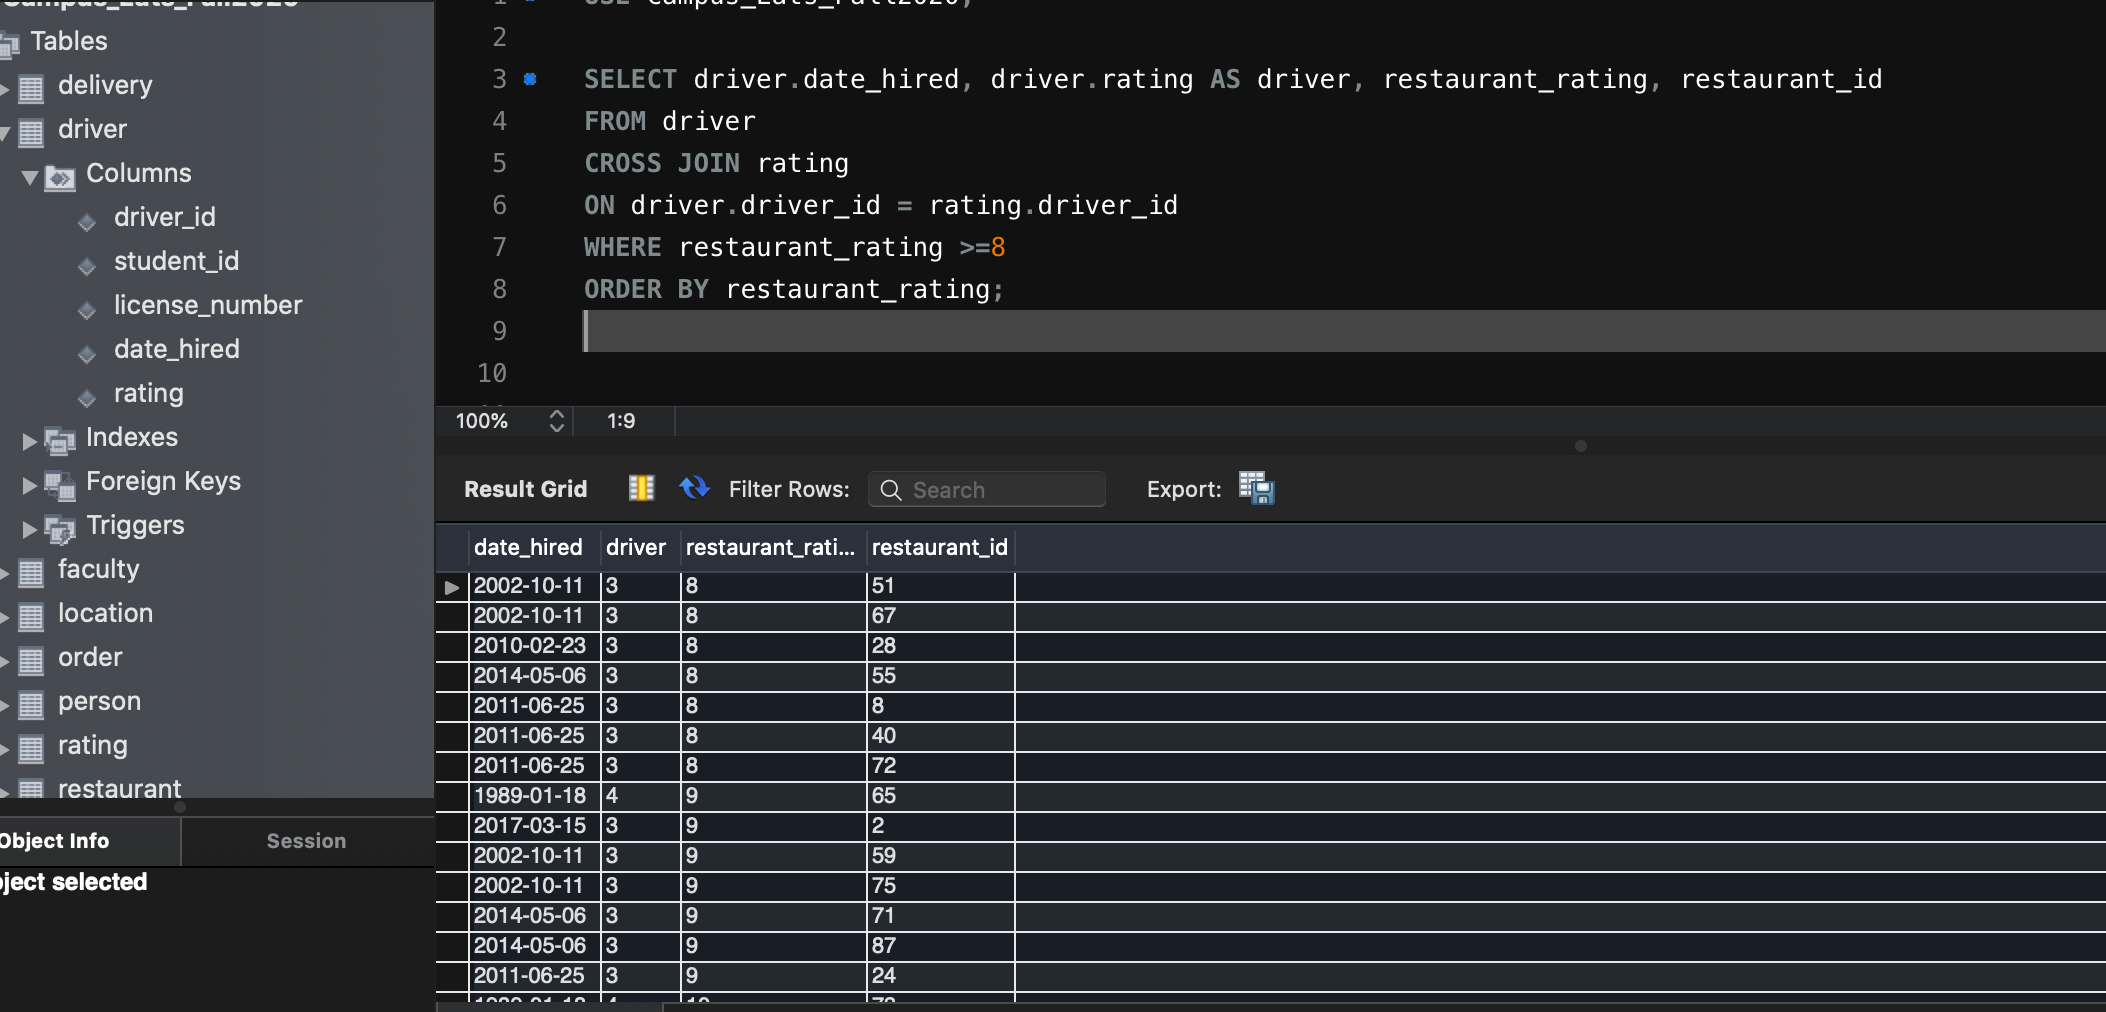 Tables
delivery
driver
Columns
driver_id
student_id
license_number
date_hired
rating
Indexes
Foreign Keys
Triggers
faculty
location
order
person
rating
restaurant
Object Info
Session
ject selected
2
3 SELECT driver.date_hired, driver.rating AS driver, restaurant_rating, restaurant_id
4 FROM driver
5 CROSS JOIN rating
6 ON driver.driver_id = rating.driver_id
7 WHERE restaurant_rating >=8
8 ORDER BY restaurant_rating;
9
10
100% 1:9
Result Grid Filter Rows: Search Export:
date_hired driver restaurant_rati... restaurant_id
2002-10-11 3 8 51
2002-10-11 3 8 67
2010-02-23 3 8 28
2014-05-06 3 8 55
2011-06-25 3 8 8
2011-06-25 3 8 40
2011-06-25 3 8 72
1989-01-18 4 9 65
2017-03-15 3 9 2
2002-10-11 3 9 59
2002-10-11 3 9 75
2014-05-06 3 9 71
2014-05-06 3 9 87
2011-06-25 3 9 24